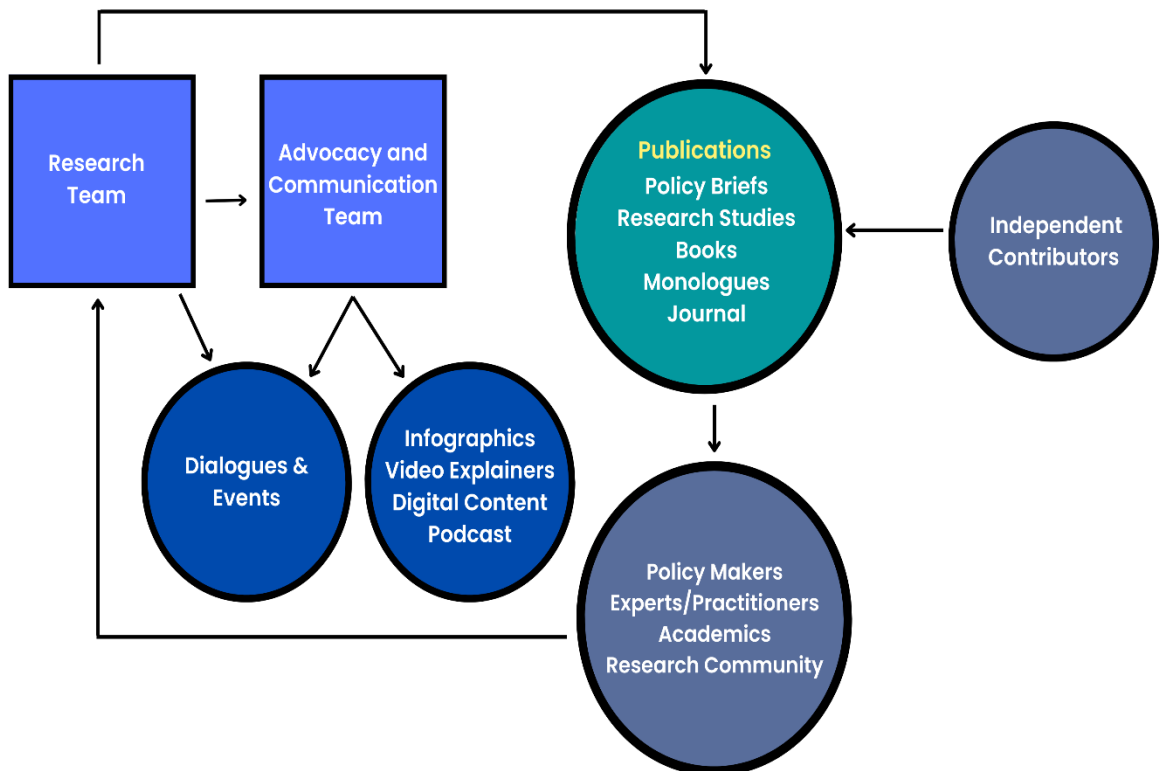 Research
Team
Advocacy and
Communication
Team
Publications
Policy Briefs
Research Studies
Books
Monologues
Journal
Independent
Contributors
Dialogues &
Events
Infographics
Video Explainers
Digital Content
Podcast
Policy Makers
Experts/Practitioners
Academics
Research Community